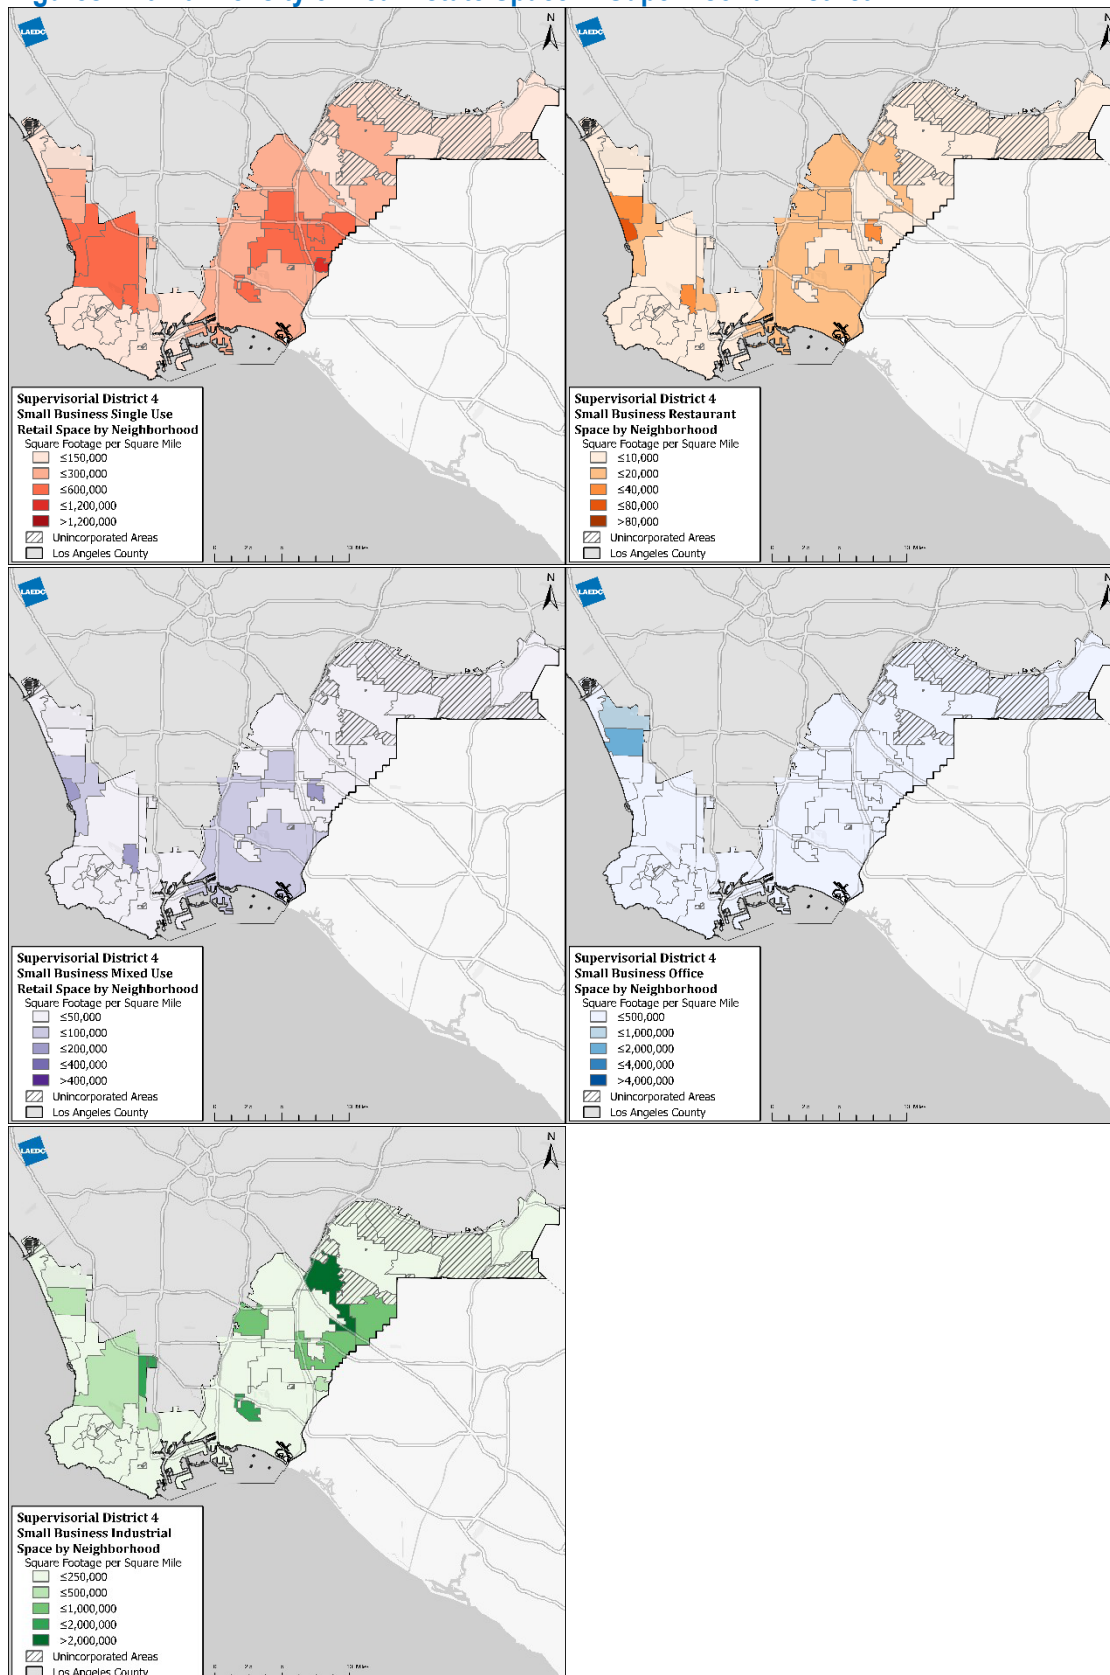 LAEDC
N
Supervisorial District 4
Small Business Single Use
Retail Space by Neighborhood
Square Footage per Square Mile
≤150,000
≤300,000
≤600,000
≤1,200,000
>1,200,000
Unincorporated Areas
Los Angeles County
LAEDC
N
Supervisorial District 4
Small Business Restaurant
Space by Neighborhood
Square Footage per Square Mile
≤10,000
≤20,000
≤40,000
≤80,000
>80,000
Unincorporated Areas
Los Angeles County
LAEDC
N
Supervisorial District 4
Small Business Mixed Use
Retail Space by Neighborhood
Square Footage per Square Mile
≤50,000
≤100,000
≤200,000
≤400,000
>400,000
Unincorporated Areas
Los Angeles County
LAEDC
N
Supervisorial District 4
Small Business Office
Space by Neighborhood
Square Footage per Square Mile
≤500,000
≤1,000,000
≤2,000,000
≤4,000,000
>4,000,000
Unincorporated Areas
Los Angeles County
LAEDC
N
Supervisorial District 4
Small Business Industrial
Space by Neighborhood
Square Footage per Square Mile
≤250,000
≤500,000
≤1,000,000
≤2,000,000
>2,000,000
Unincorporated Areas
Los Angeles County